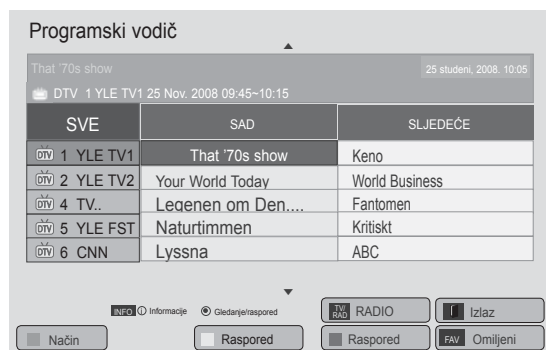 Programski vodič
That '70s show 25 studeni, 2008. 10:05
DTV 1 YLE TV1 25 Nov. 2008 09:45~10:15
SVE SAD SLJEDEĆE
DTV 1 YLE TV1 That '70s show Keno
DTV 2 YLE TV2 Your World Today World Business
DTV 4 TV.. Legenen om Den.... Fantomen
DTV 5 YLE FST Naturtimmen Kritiskt
DTV 6 CNN Lyssna ABC
INFO i Informacije Gledanje/raspored TV/RAD RADIO Izlaz
Način Raspored Raspored FAV Omiljeni